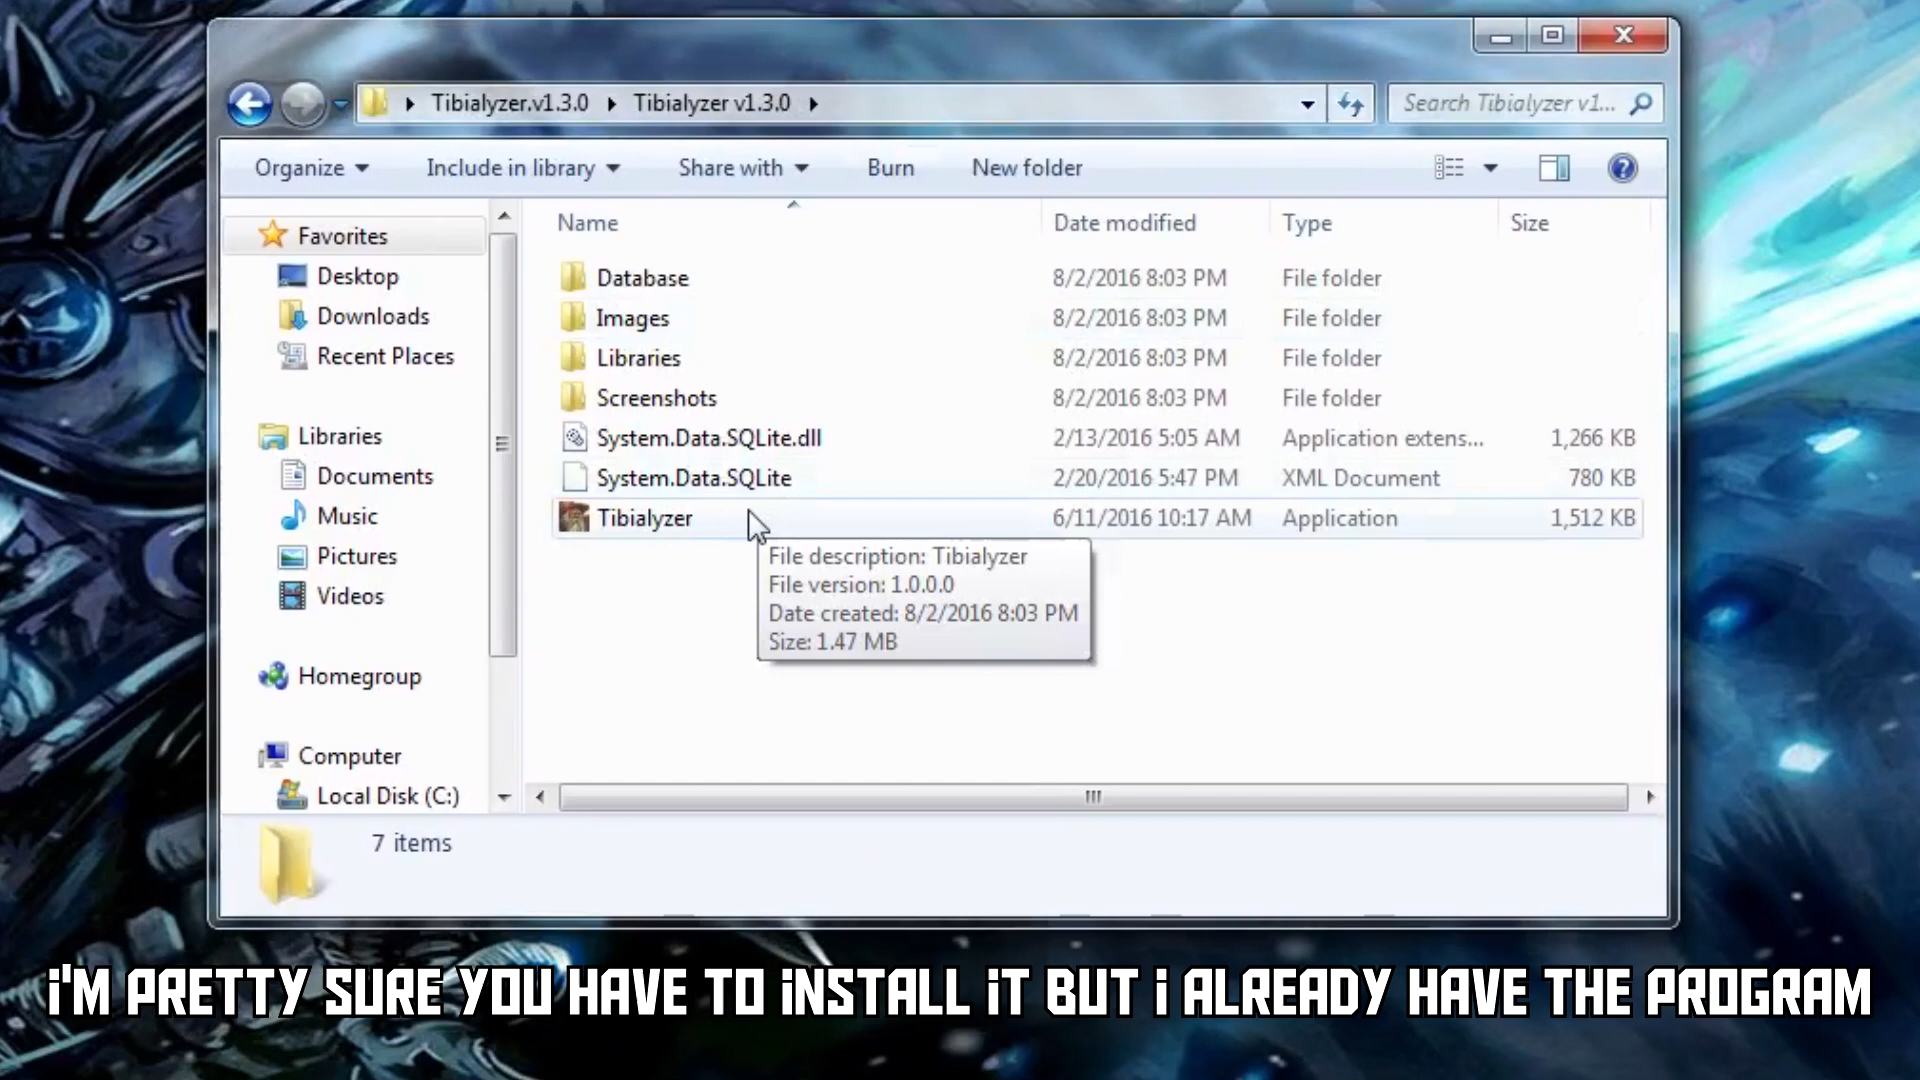 Tibialyzer.v1.3.0 Tibialyzer v1.3.0 Search Tibialyzer v1...
Organize Include in library Share with Burn New folder
Favorites
Desktop
Downloads
Recent Places
Libraries
Documents
Music
Pictures
Videos
Homegroup
Computer
Local Disk (C:)
Name Date modified Type Size
Database 8/2/2016 8:03 PM File folder
Images 8/2/2016 8:03 PM File folder
Libraries 8/2/2016 8:03 PM File folder
Screenshots 8/2/2016 8:03 PM File folder
System.Data.SQLite.dll 2/13/2016 5:05 AM Application extens... 1,266 KB
System.Data.SQLite 2/20/2016 5:47 PM XML Document 780 KB
Tibialyzer 6/11/2016 10:17 AM Application 1,512 KB
File description: Tibialyzer
File version: 1.0.0.0
Date created: 8/2/2016 8:03 PM
Size: 1.47 MB
7 items
i'M PRETTY SURE YOU HAVE TO iNSTALL iT BUT i ALREADY HAVE THE PROGRAM